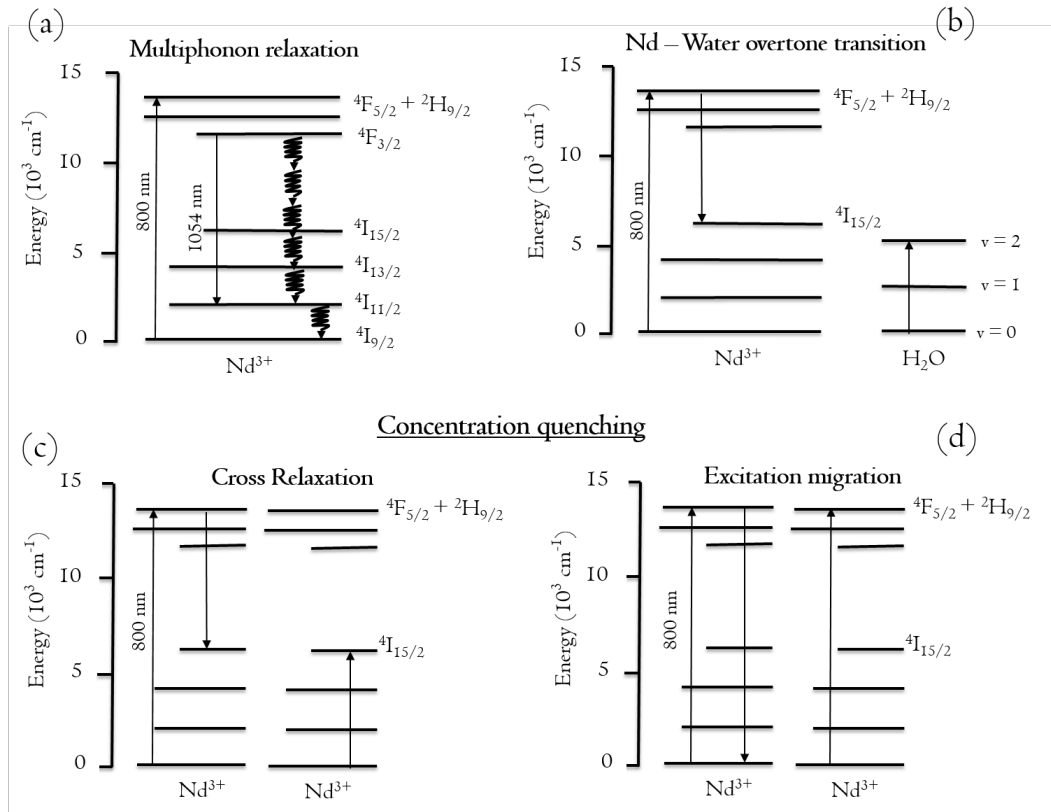 (a)
Multiphonon relaxation
15
10
5
0
Energy (10³ cm⁻¹)
800 nm
1054 nm
⁴F₅/₂ + ²H₉/₂
⁴F₃/₂
⁴I₁₅/₂
⁴I₁₃/₂
⁴I₁₁/₂
⁴I₉/₂
Nd³⁺
(b)
Nd – Water overtone transition
15
10
5
0
Energy (10³ cm⁻¹)
800 nm
⁴F₅/₂ + ²H₉/₂
⁴I₁₅/₂
v = 2
v = 1
v = 0
Nd³⁺
H₂O
Concentration quenching
(c)
Cross Relaxation
15
10
5
0
Energy (10³ cm⁻¹)
800 nm
⁴F₅/₂ + ²H₉/₂
⁴I₁₅/₂
Nd³⁺
Nd³⁺
(d)
Excitation migration
15
10
5
0
Energy (10³ cm⁻¹)
800 nm
⁴F₅/₂ + ²H₉/₂
⁴I₁₅/₂
Nd³⁺
Nd³⁺